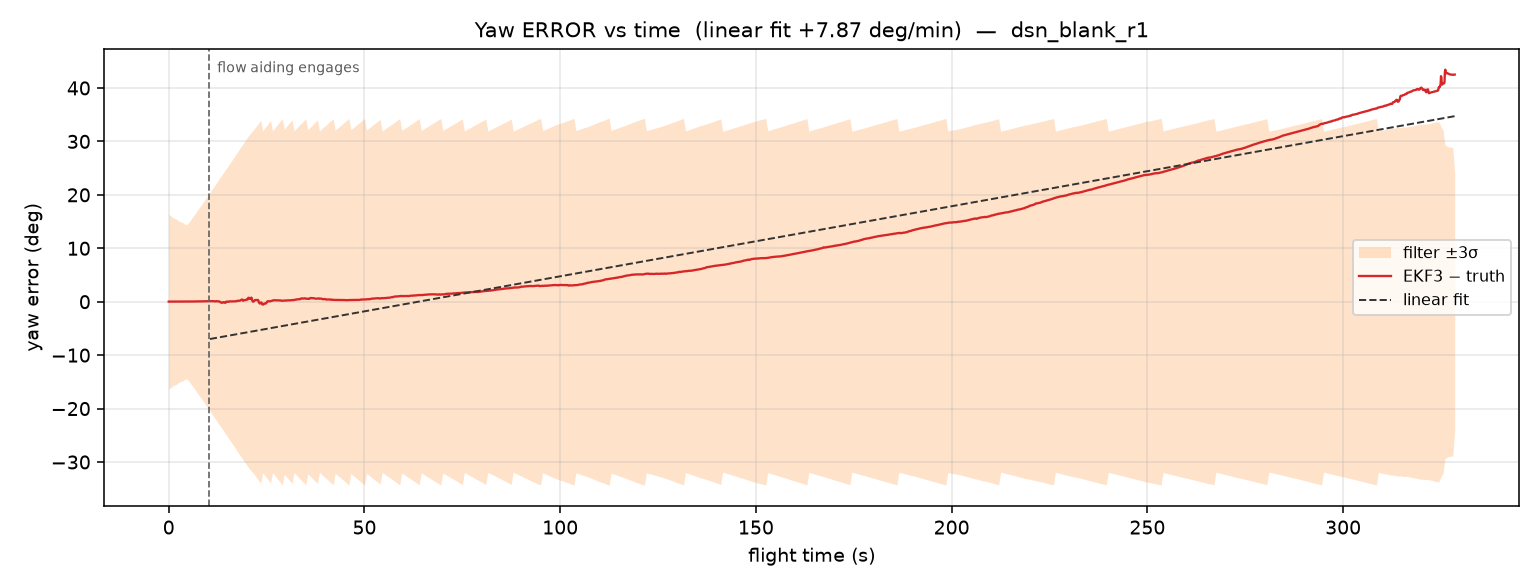 Yaw ERROR vs time  (linear fit +7.87 deg/min)  —  dsn_blank_r1
flow aiding engages
yaw error (deg)
40
30
20
10
0
−10
−20
−30
filter ±3σ
EKF3 − truth
linear fit
0 50 100 150 200 250 300
flight time (s)